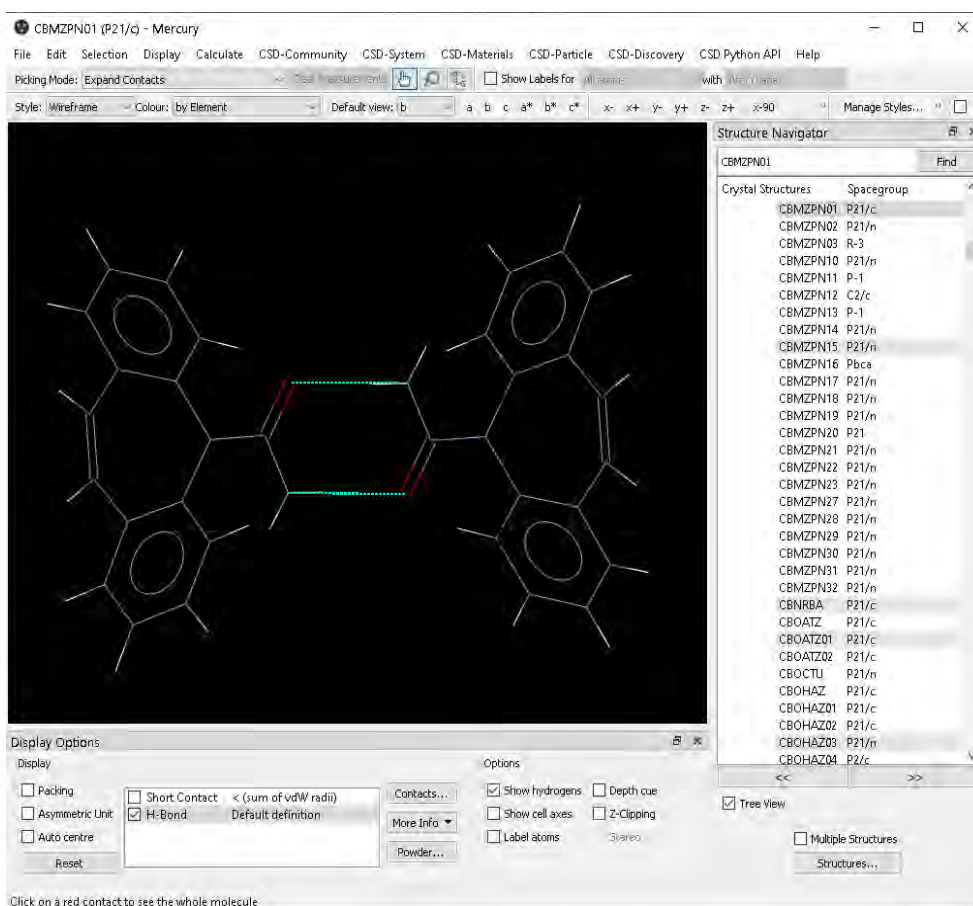 CBMZPN01 (P21/c) - Mercury
File Edit Selection Display Calculate CSD-Community CSD-System CSD-Materials CSD-Particle CSD-Discovery CSD Python API Help
Picking Mode: Expand Contacts Show Labels for with
Style: Wireframe Colour: by Element Default view: b a b c a* b* c* x- x+ y- y+ z- z+ x-90 Manage Styles...
Structure Navigator
CBMZPN01 Find
Crystal Structures Spacegroup
CBMZPN01 P21/c
CBMZPN02 P21/n
CBMZPN03 R-3
CBMZPN10 P21/n
CBMZPN11 P-1
CBMZPN12 C2/c
CBMZPN13 P-1
CBMZPN14 P21/n
CBMZPN15 P21/n
CBMZPN16 Pbca
CBMZPN17 P21/n
CBMZPN18 P21/n
CBMZPN19 P21/n
CBMZPN20 P21
CBMZPN21 P21/n
CBMZPN22 P21/n
CBMZPN23 P21/n
CBMZPN27 P21/n
CBMZPN28 P21/n
CBMZPN29 P21/n
CBMZPN30 P21/n
CBMZPN31 P21/n
CBMZPN32 P21/n
CBNRBA P21/c
CBOATZ P21/c
CBOATZ01 P21/c
CBOATZ02 P21/c
CBOCTU P21/n
CBOHAZ P21/c
CBOHAZ01 P21/c
CBOHAZ02 P21/c
CBOHAZ03 P21/n
CBOHAZ04 P2/c
<< >>
Tree View
Multiple Structures
Structures...
Display Options
Display
Packing
Asymmetric Unit
Auto centre
Reset
Short Contact < (sum of vdW radii)
H-Bond Default definition
Contacts...
More Info
Powder...
Options
Show hydrogens Depth cue
Show cell axes Z-Clipping
Label atoms Stereo
Click on a red contact to see the whole molecule